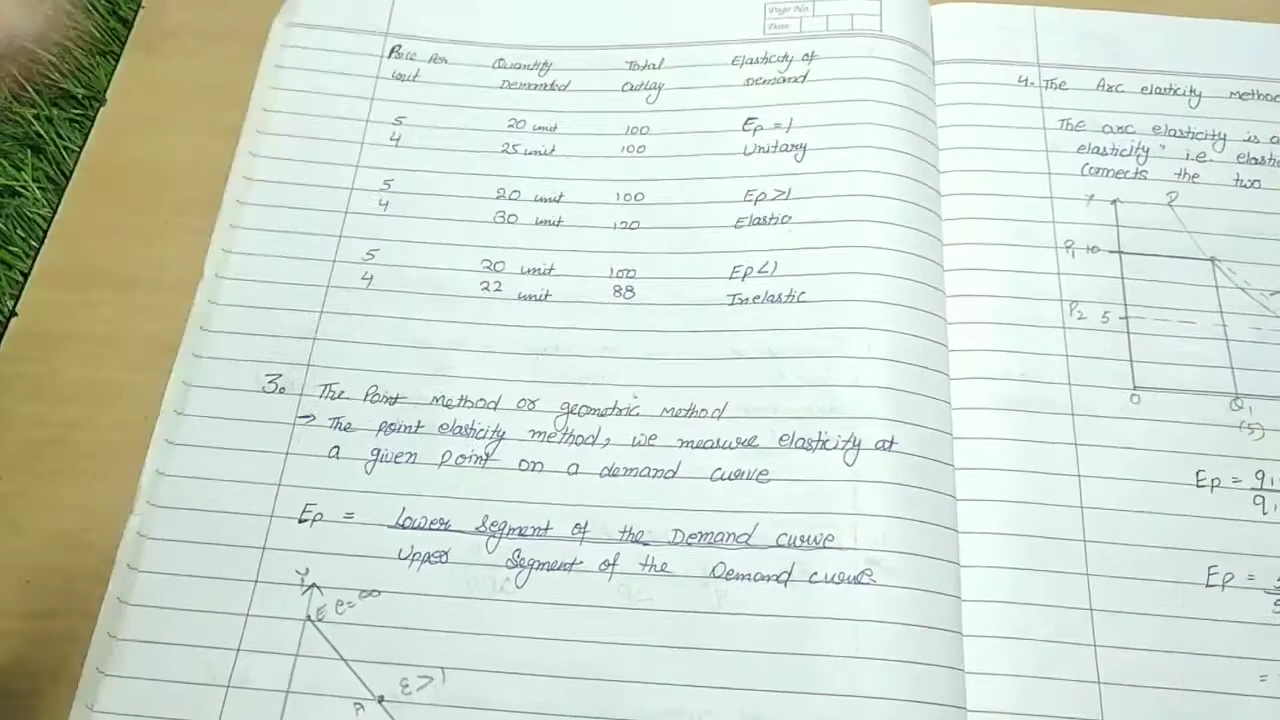 Page No.
Date
Price Per Quantity Total Elasticity of
unit Demanded outlay Demand
5 20 unit 100 Ep =1
4 25 unit 100 Unitary
5 20 unit 100 Ep>1
4 30 unit 120 Elastic
5 20 unit 100 Ep<1
4 22 unit 88 Inelastic
3. The Point method or geometric method
→ The point elasticity method, we measure elasticity at
a given point on a demand curve
Ep = Lower Segment of the Demand curve
Upper Segment of the Demand curve
Y
E e=∞
E>1
A
4. The Arc elasticity method
The arc elasticity is a
elasticity" i.e. elasti
Connects the two
Y D
P1 10
P2 5
0 Q1
(5)
Ep = q1
q1
Ep =
=